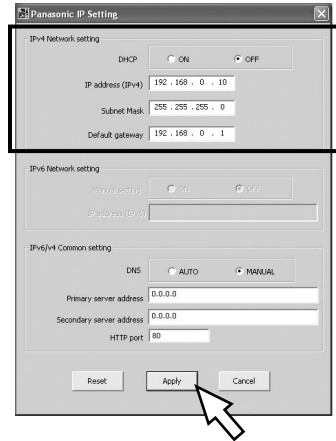 Panasonic IP Setting
IPv4 Network setting
DHCP ON OFF
IP address (IPv4) 192 . 168 . 0 . 10
Subnet Mask 255 . 255 . 255 . 0
Default gateway 192 . 168 . 0 . 1
IPv6 Network setting
Manual setting ON OFF
IP address (IPv6)
IPv6/v4 Common setting
DNS AUTO MANUAL
Primary server address 0.0.0.0
Secondary server address 0.0.0.0
HTTP port 80
Reset Apply Cancel